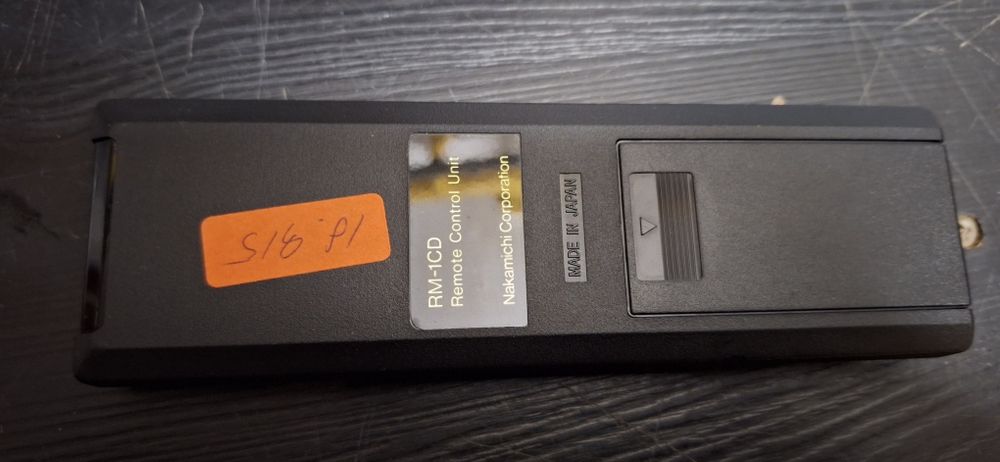 RM-1CD
Remote Control Unit
Nakamichi Corporation
MADE IN JAPAN